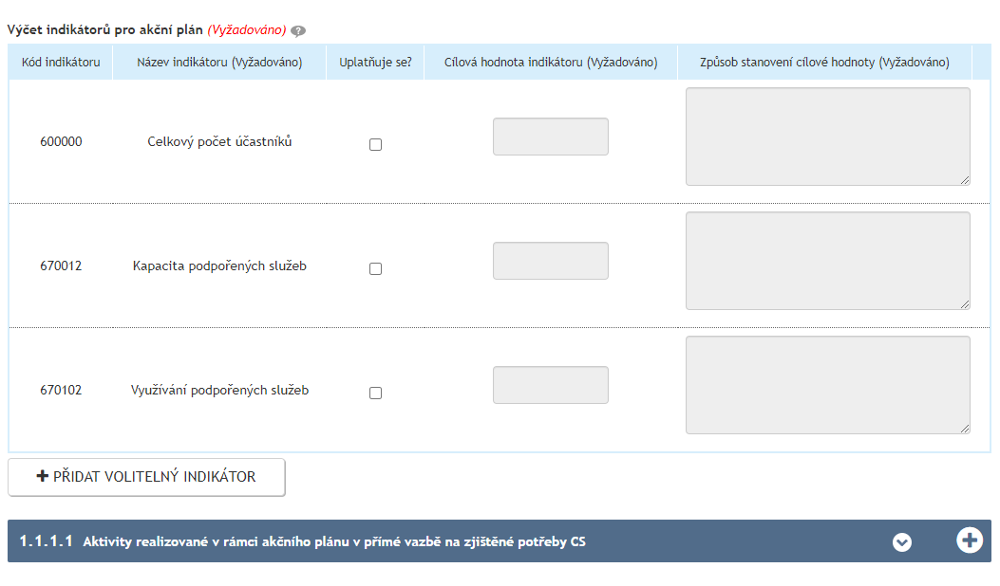 Výčet indikátorů pro akční plán (Vyžadováno) ?
Kód indikátoru Název indikátoru (Vyžadováno) Uplatňuje se? Cílová hodnota indikátoru (Vyžadováno) Způsob stanovení cílové hodnoty (Vyžadováno)
600000 Celkový počet účastníků
670012 Kapacita podpořených služeb
670102 Využívání podpořených služeb
+ PŘIDAT VOLITELNÝ INDIKÁTOR
1.1.1.1 Aktivity realizované v rámci akčního plánu v přímé vazbě na zjištěné potřeby CS